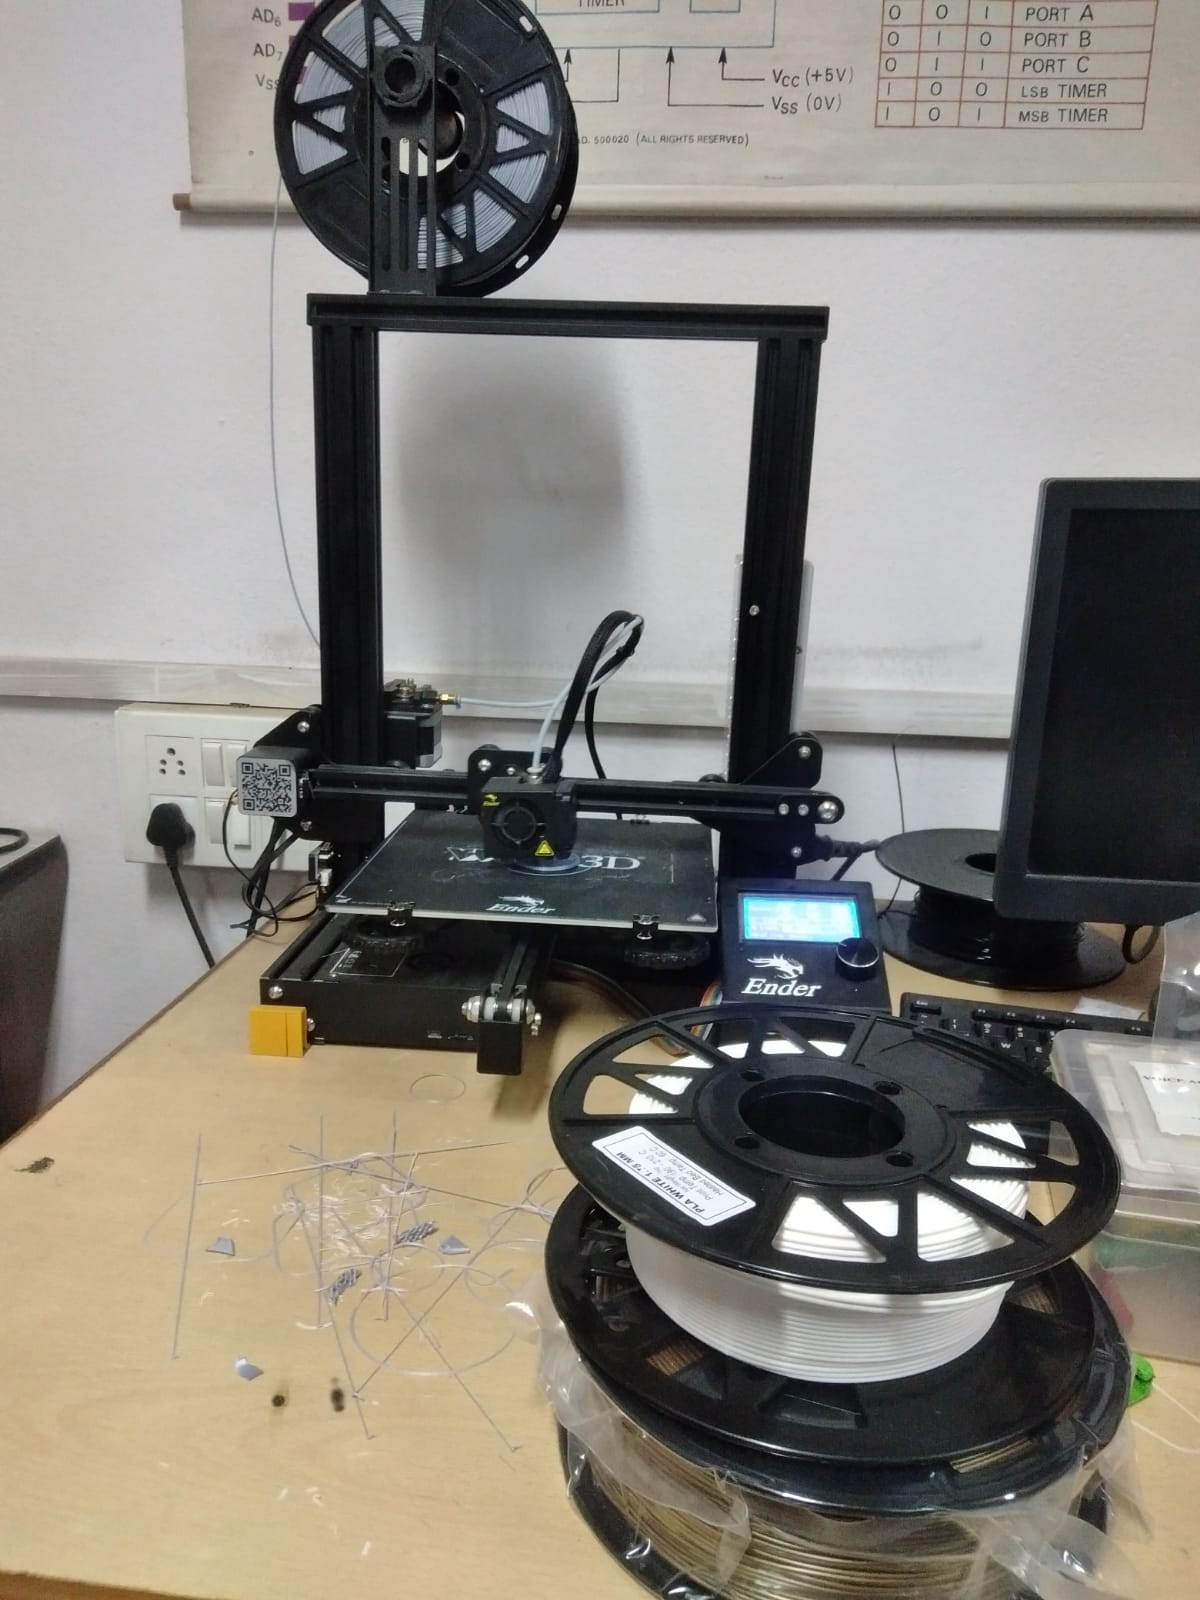 AD6
AD7
VSS
TIMER
VCC (+5V)
VSS (0V)
AD. 500020 (ALL RIGHTS RESERVED)
0 0 1 PORT A
0 1 0 PORT B
0 1 1 PORT C
1 0 0 LSB TIMER
1 0 1 MSB TIMER
3D
Ender
Ender
PLA WHITE 1.75 MM